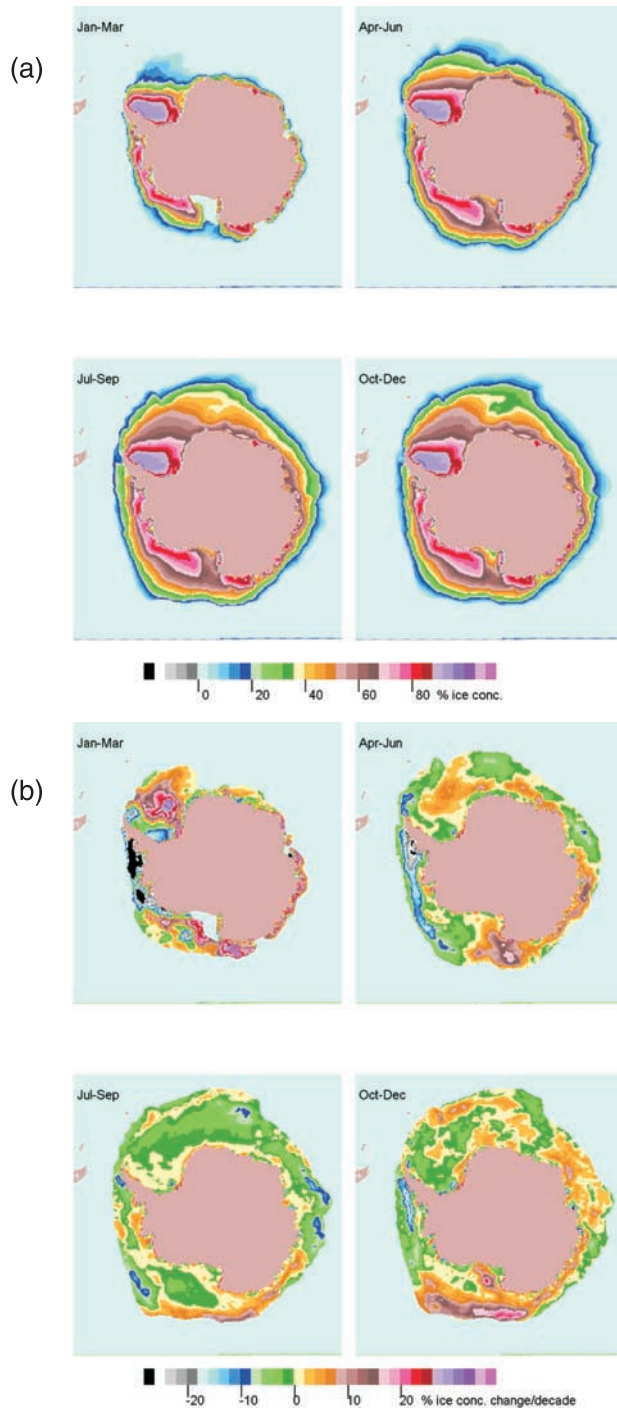 (a)
Jan-Mar
Apr-Jun
Jul-Sep
Oct-Dec
0 20 40 60 80 % ice conc.
(b)
Jan-Mar
Apr-Jun
Jul-Sep
Oct-Dec
-20 -10 0 10 20 % ice conc. change/decade